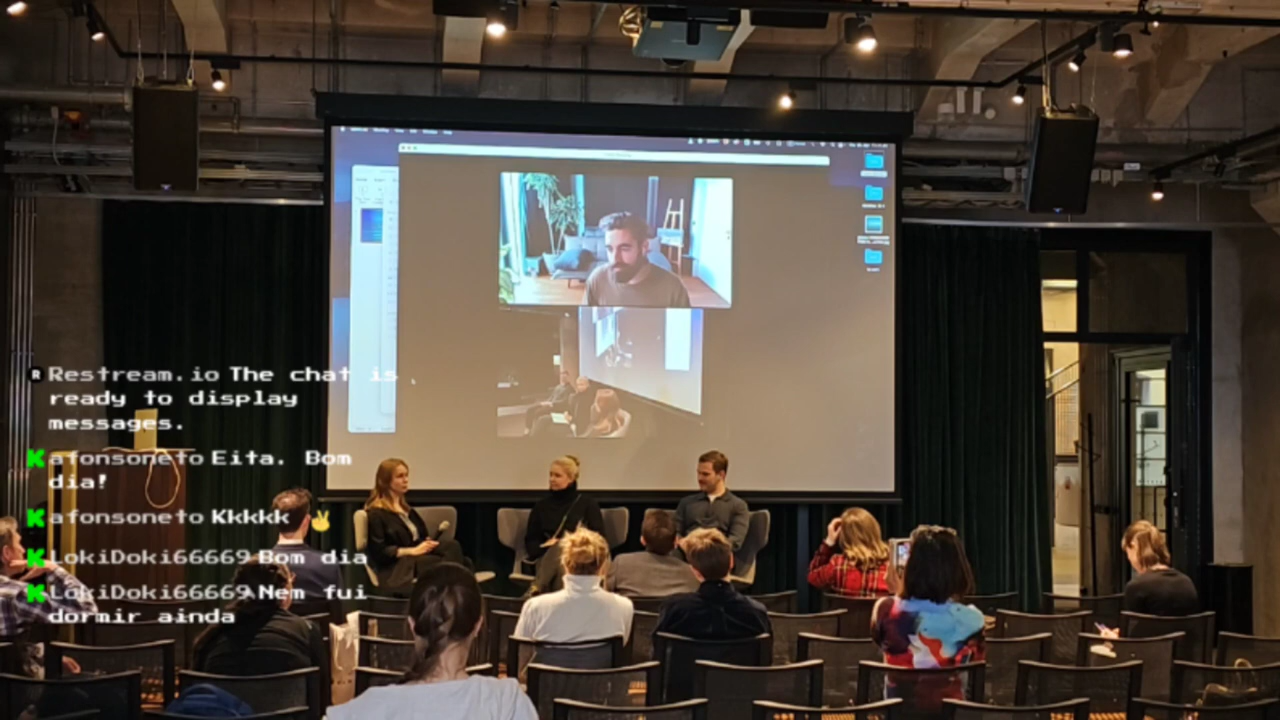 Restream.io The chat is
ready to display
messages.
afonsoneto Eita. Bom
dia!
afonsoneto Kkkkk ✌
LokiDoki66669 Bom dia
LokiDoki66669 Nem fui
dormir ainda